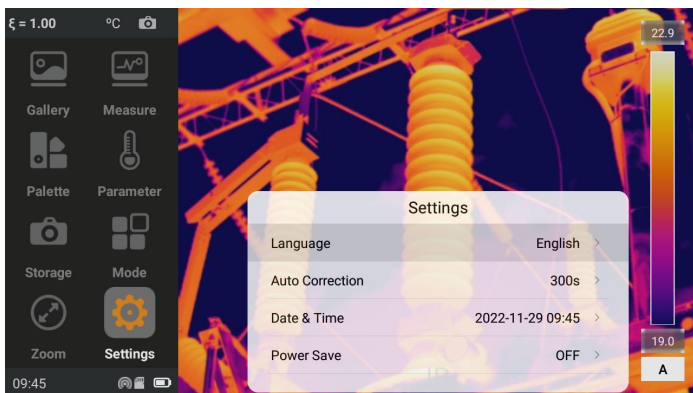 ξ = 1.00 °C
Gallery Measure
Palette Parameter
Storage Mode
Zoom Settings
09:45
Settings
Language English
Auto Correction 300s
Date & Time 2022-11-29 09:45
Power Save OFF
22.9
19.0
A